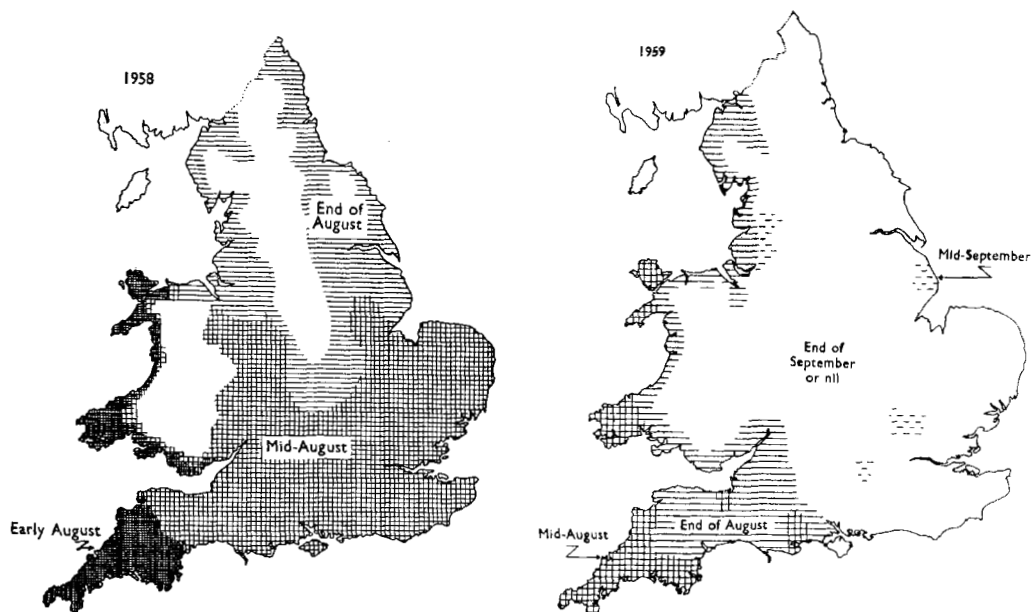 1958
End of
August
Mid-August
Early August
1959
Mid-September
End of
September
or nil
End of August
Mid-August